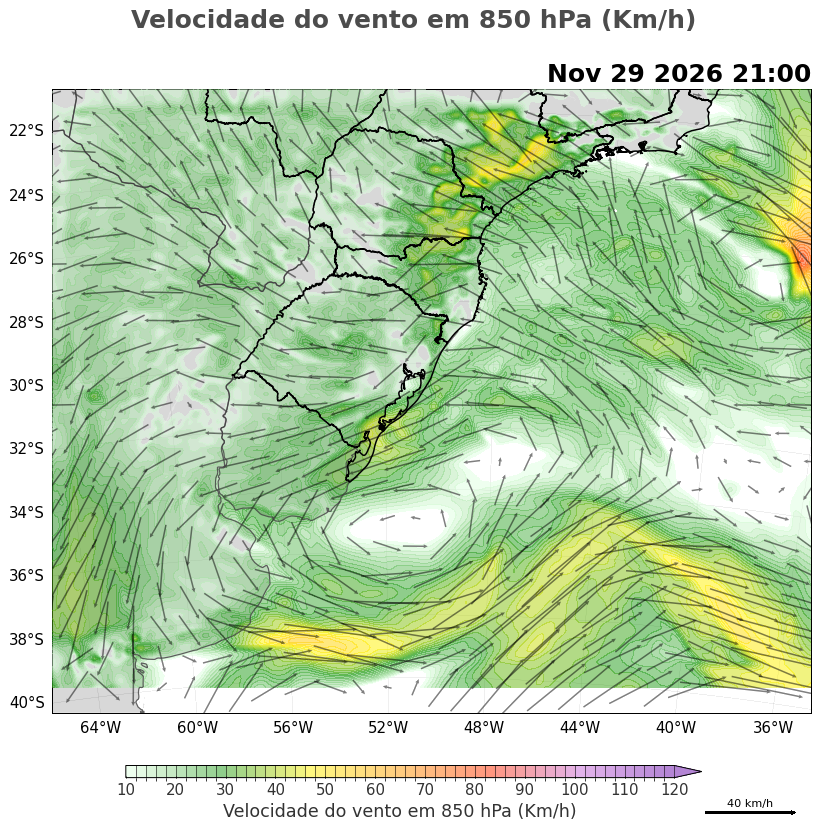 Velocidade do vento em 850 hPa (Km/h)
Nov 29 2026 21:00
22°S
24°S
26°S
28°S
30°S
32°S
34°S
36°S
38°S
40°S
64°W 60°W 56°W 52°W 48°W 44°W 40°W 36°W
10 20 30 40 50 60 70 80 90 100 110 120
Velocidade do vento em 850 hPa (Km/h)
40 km/h